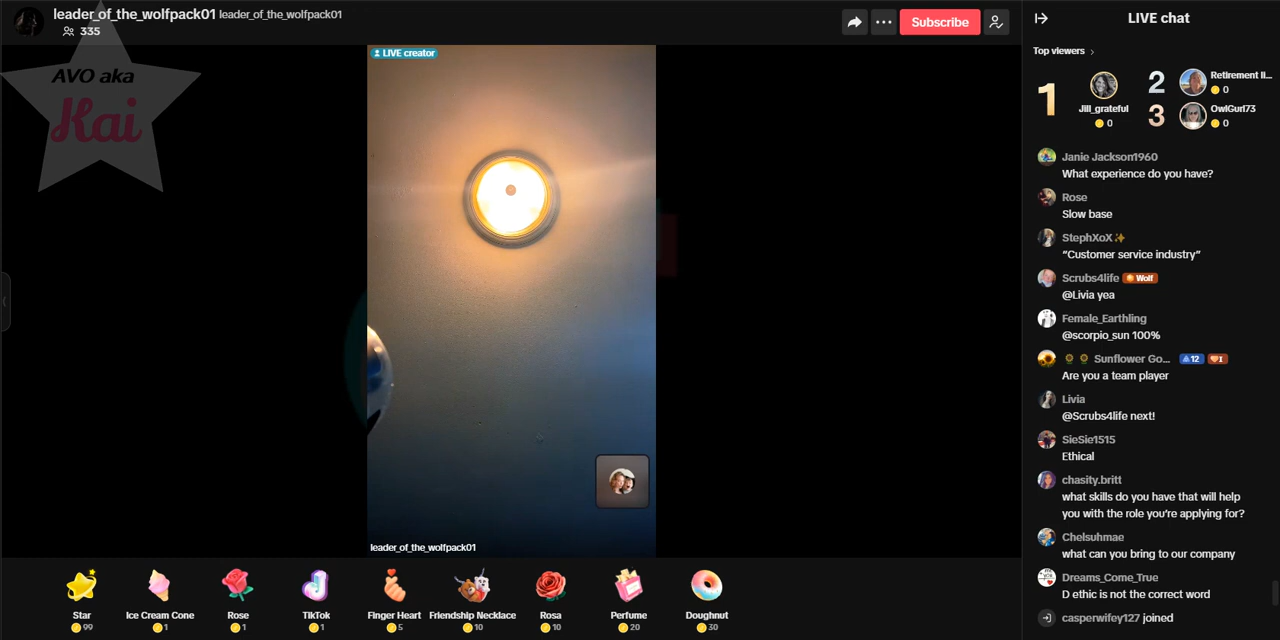 leader_of_the_wolfpack01 leader_of_the_wolfpack01
335
Subscribe
AVO aka
Kai
LIVE creator
leader_of_the_wolfpack01
Star
99
Ice Cream Cone
1
Rose
1
TikTok
1
Finger Heart
5
Friendship Necklace
10
Rosa
10
Perfume
20
Doughnut
30
LIVE chat
Top viewers
1
Jill_grateful
0
2
Retirement li...
0
3
OwlGurl73
0
Janie Jackson1960
What experience do you have?
Rose
Slow base
StephXoX
“Customer service industry”
Scrubs4life Wolf
@Livia yea
Female_Earthling
@scorpio_sun 100%
Sunflower Go... 12 1
Are you a team player
Livia
@Scrubs4life next!
SieSie1515
Ethical
chasity.britt
what skills do you have that will help
you with the role you’re applying for?
Chelsuhmae
what can you bring to our company
Dreams_Come_True
D ethic is not the correct word
casperwifey127 joined